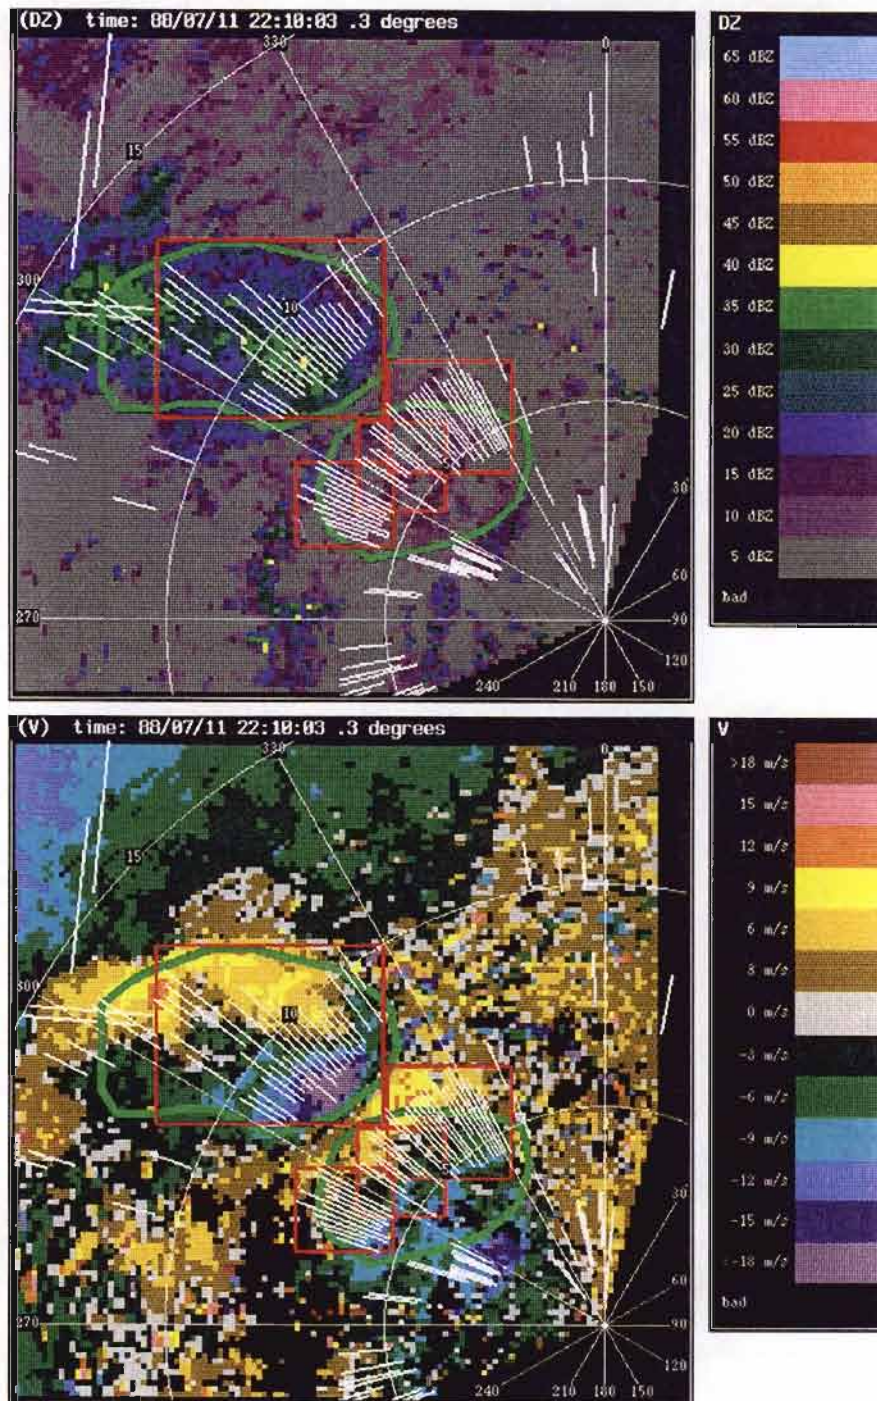 (DZ) time: 88/07/11 22:10:03 .3 degrees
330
0
15
300
10
5
30
60
270
90
120
240
210
180
150
DZ
65 dBZ
60 dBZ
55 dBZ
50 dBZ
45 dBZ
40 dBZ
35 dBZ
30 dBZ
25 dBZ
20 dBZ
15 dBZ
10 dBZ
5 dBZ
bad
(V) time: 88/07/11 22:10:03 .3 degrees
330
0
15
300
10
5
30
60
270
90
120
240
210
180
150
V
>18 m/s
15 m/s
12 m/s
9 m/s
6 m/s
3 m/s
0 m/s
-3 m/s
-6 m/s
-9 m/s
-12 m/s
-15 m/s
<-18 m/s
bad